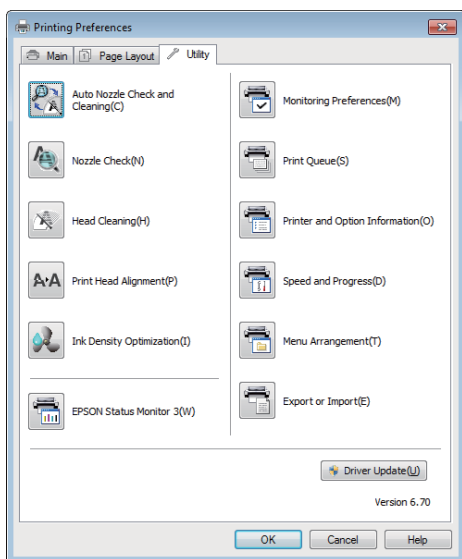 Printing Preferences
Main
Page Layout
Utility
Auto Nozzle Check and
Cleaning(C)
Nozzle Check(N)
Head Cleaning(H)
Print Head Alignment(P)
Ink Density Optimization(I)
EPSON Status Monitor 3(W)
Monitoring Preferences(M)
Print Queue(S)
Printer and Option Information(O)
Speed and Progress(D)
Menu Arrangement(T)
Export or Import(E)
Driver Update(U)
Version 6.70
OK
Cancel
Help